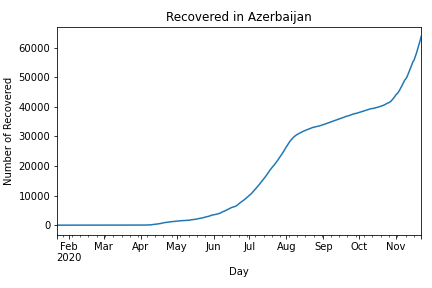 Recovered in Azerbaijan
Number of Recovered
60000
50000
40000
30000
20000
10000
0
Feb Mar Apr May Jun Jul Aug Sep Oct Nov
2020
Day